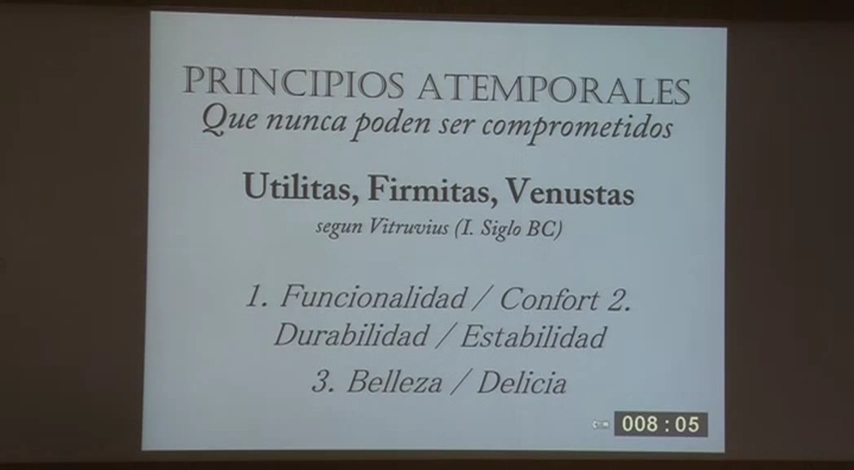 PRINCIPIOS ATEMPORALES
Que nunca poden ser comprometidos
Utilitas, Firmitas, Venustas
segun Vitruvius (I. Siglo BC)
1. Funcionalidad / Confort 2.
Durabilidad / Estabilidad
3. Belleza / Delicia
008 : 05